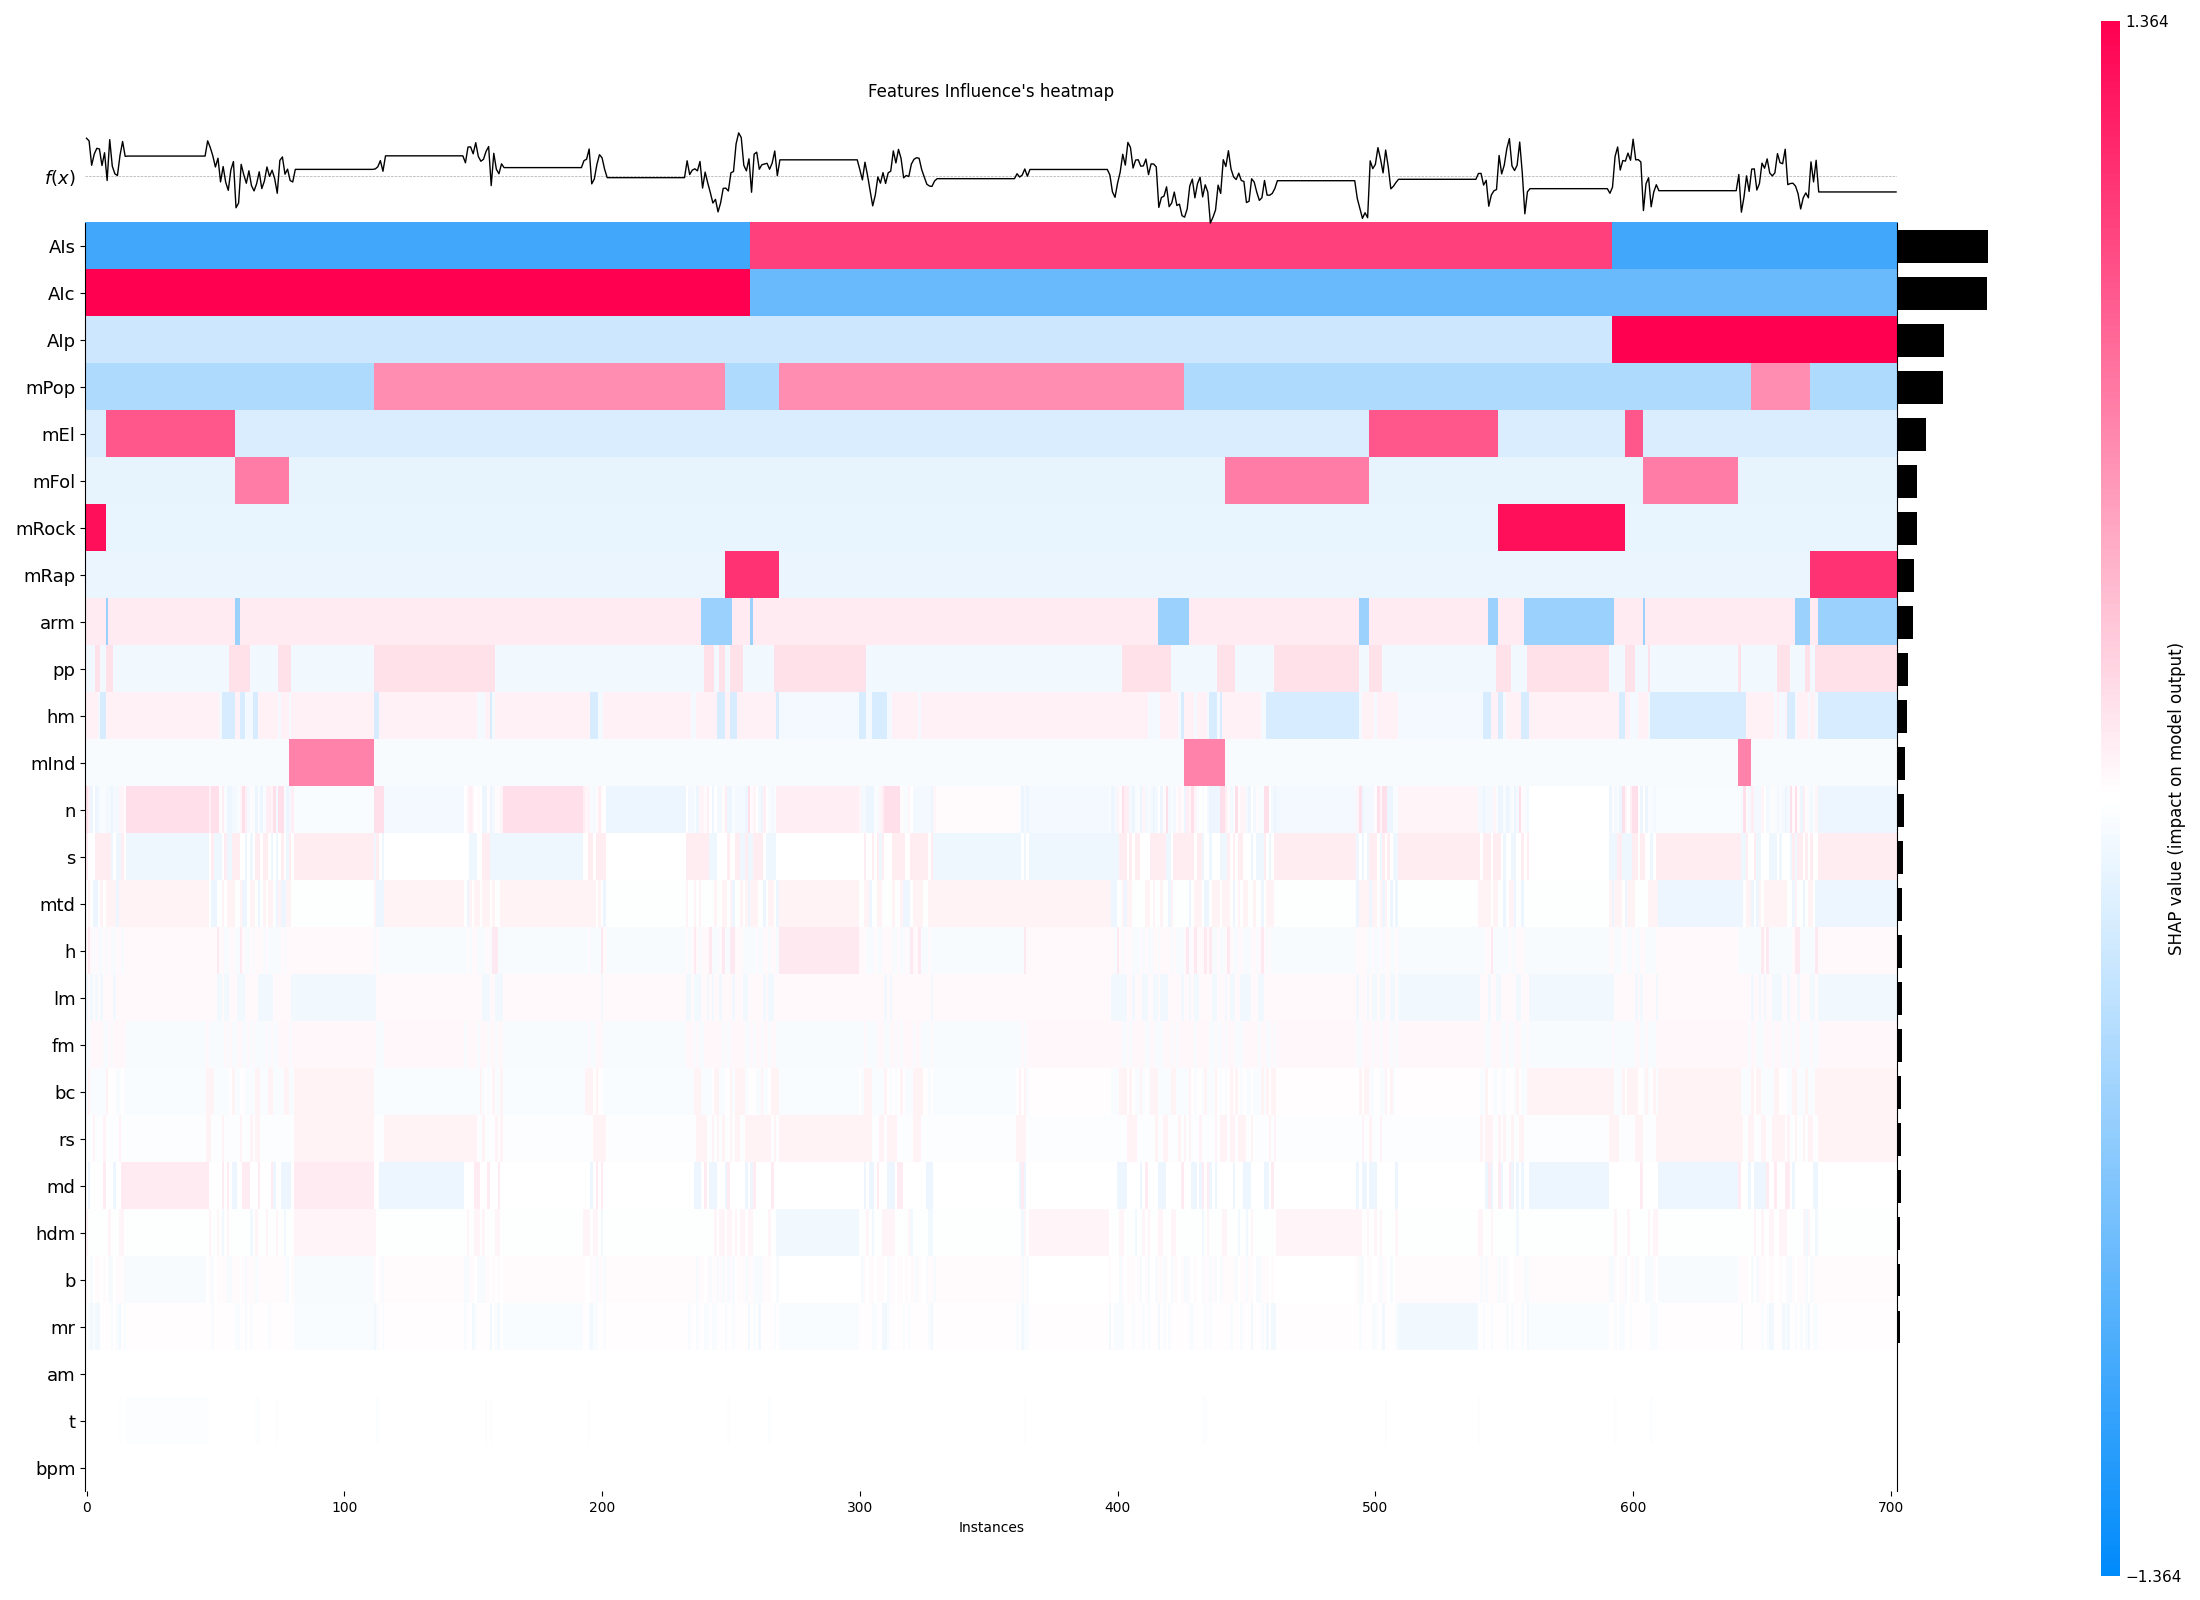 1.364
Features Influence's heatmap
f(x)
AIs
AIc
AIp
mPop
mEl
mFol
mRock
mRap
arm
pp
hm
mInd
n
s
mtd
h
lm
fm
bc
rs
md
hdm
b
mr
am
t
bpm
0 100 200 300 400 500 600 700
Instances
SHAP value (impact on model output)
−1.364